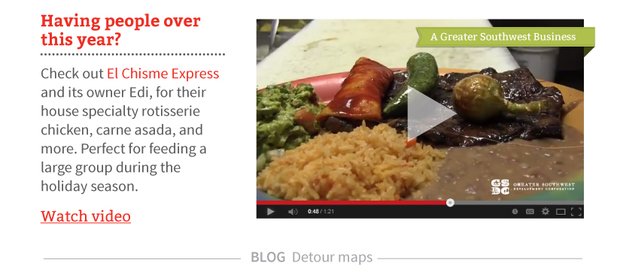 Having people over
this year?
Check out El Chisme Express
and its owner Edi, for their
house specialty rotisserie
chicken, carne asada, and
more. Perfect for feeding a
large group during the
holiday season.
Watch video
A Greater Southwest Business
GREATER SOUTHWEST
DEVELOPMENT CORPORATION
0:48 / 1:21
BLOG Detour maps